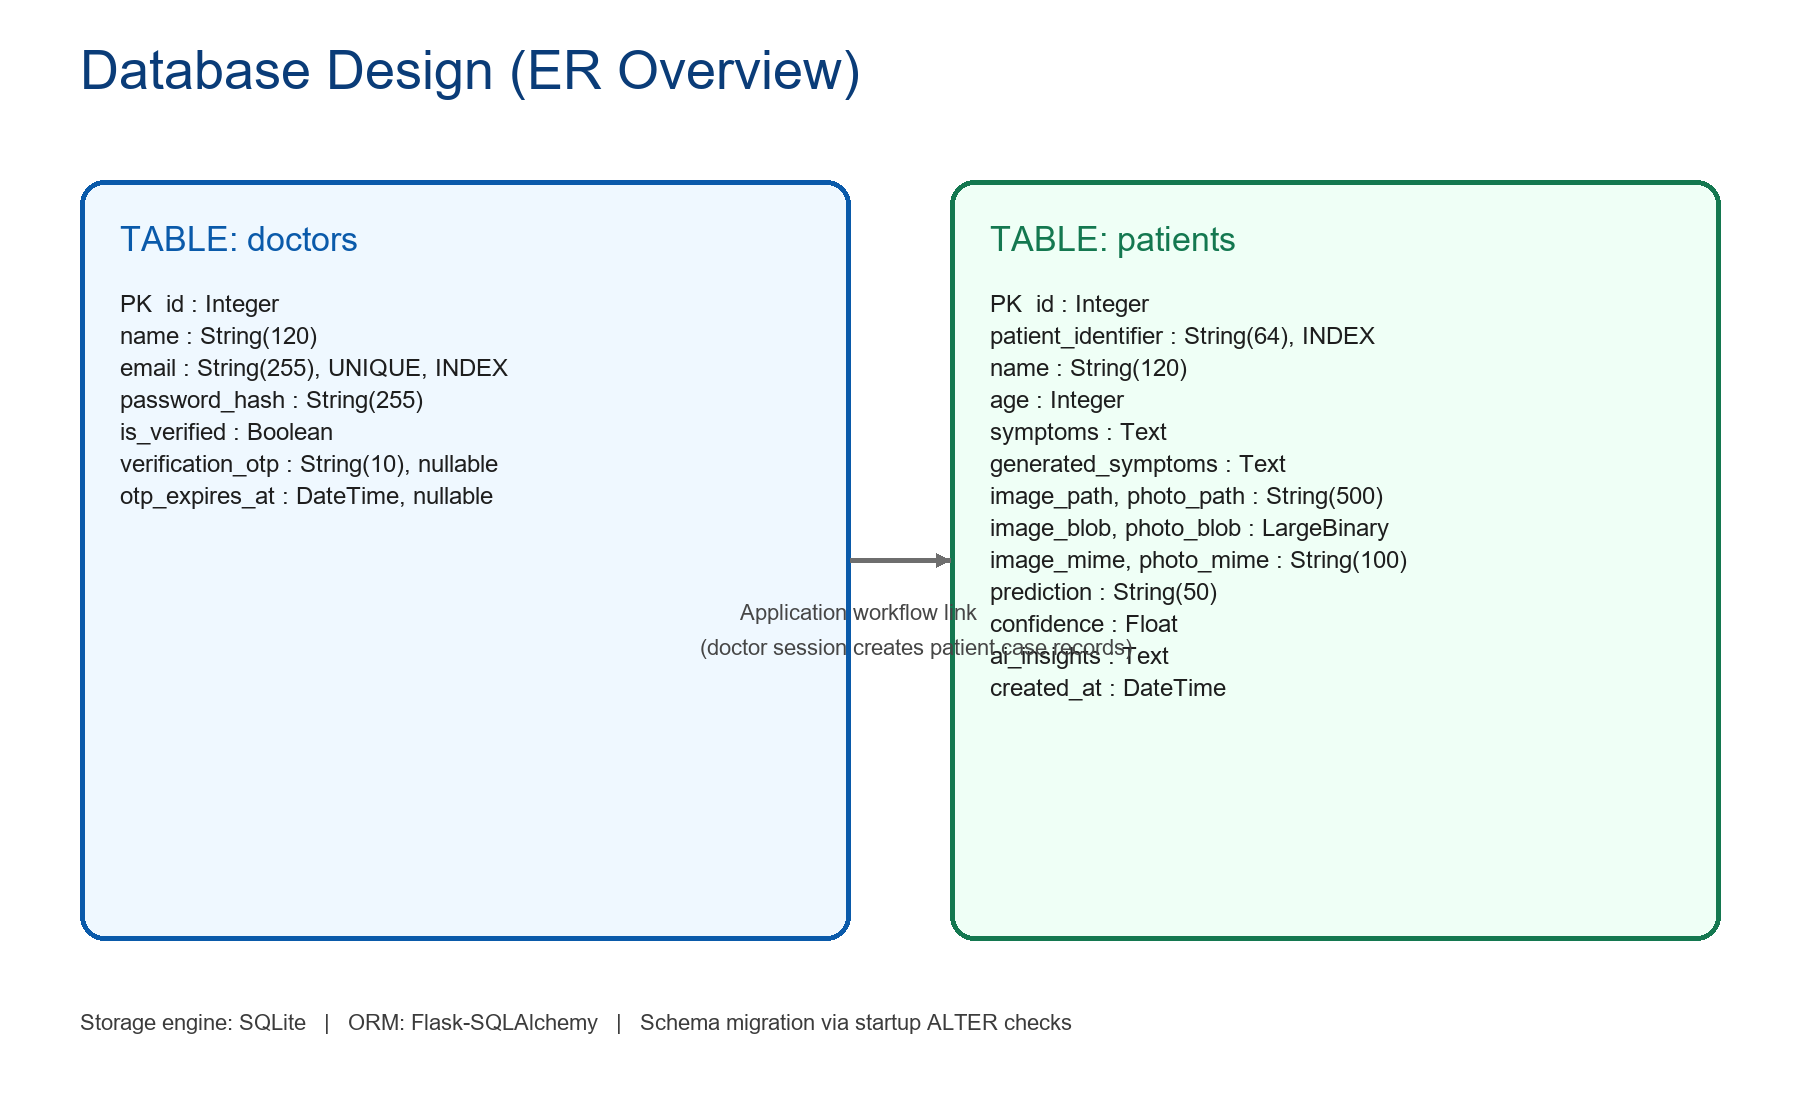 Database Design (ER Overview)
TABLE: doctors
PK  id : Integer
name : String(120)
email : String(255), UNIQUE, INDEX
password_hash : String(255)
is_verified : Boolean
verification_otp : String(10), nullable
otp_expires_at : DateTime, nullable
Application workflow link
(doctor session creates patient case records)
TABLE: patients
PK  id : Integer
patient_identifier : String(64), INDEX
name : String(120)
age : Integer
symptoms : Text
generated_symptoms : Text
image_path, photo_path : String(500)
image_blob, photo_blob : LargeBinary
image_mime, photo_mime : String(100)
prediction : String(50)
confidence : Float
ai_insights : Text
created_at : DateTime
Storage engine: SQLite   |   ORM: Flask-SQLAlchemy   |   Schema migration via startup ALTER checks